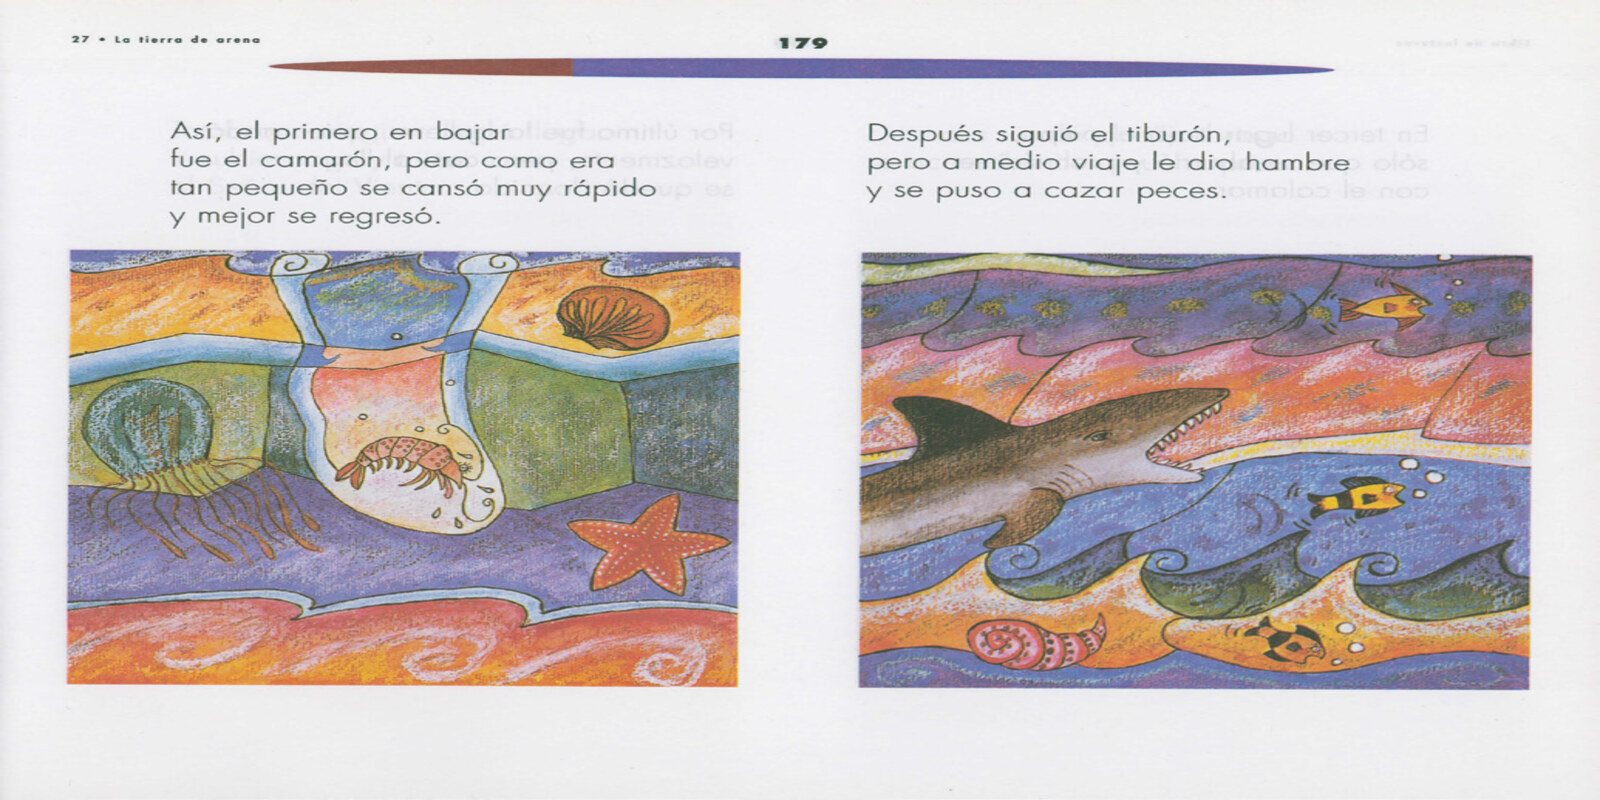 27 • La tierra de arena
179
Así, el primero en bajar
fue el camarón, pero como era
tan pequeño se cansó muy rápido
y mejor se regresó.
Después siguió el tiburón,
pero a medio viaje le dio hambre
y se puso a cazar peces.